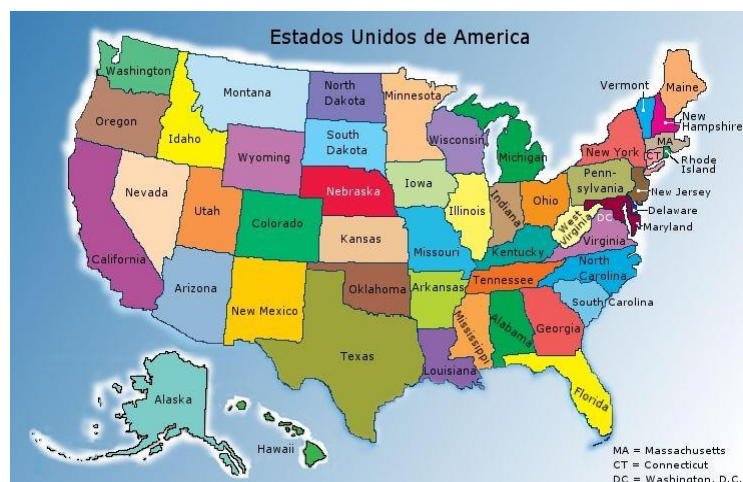 Estados Unidos de America
Washington
Montana
North
Dakota
Minnesota
Vermont
Maine
Oregon
Idaho
Wyoming
South
Dakota
Wisconsin
Michigan
New York
New
Hampshire
MA
CT
Rhode
Island
Nevada
Utah
Colorado
Nebraska
Iowa
Illinois
Indiana
Ohio
Penn-
sylvania
New Jersey
Delaware
Maryland
DC
West
Virginia
Virginia
California
Kansas
Missouri
Kentucky
North
Carolina
Arizona
New Mexico
Oklahoma
Arkansas
Tennessee
South Carolina
Texas
Louisiana
Mississippi
Alabama
Georgia
Florida
Alaska
Hawaii
MA = Massachusetts
CT = Connecticut
DC = Washington, D.C.